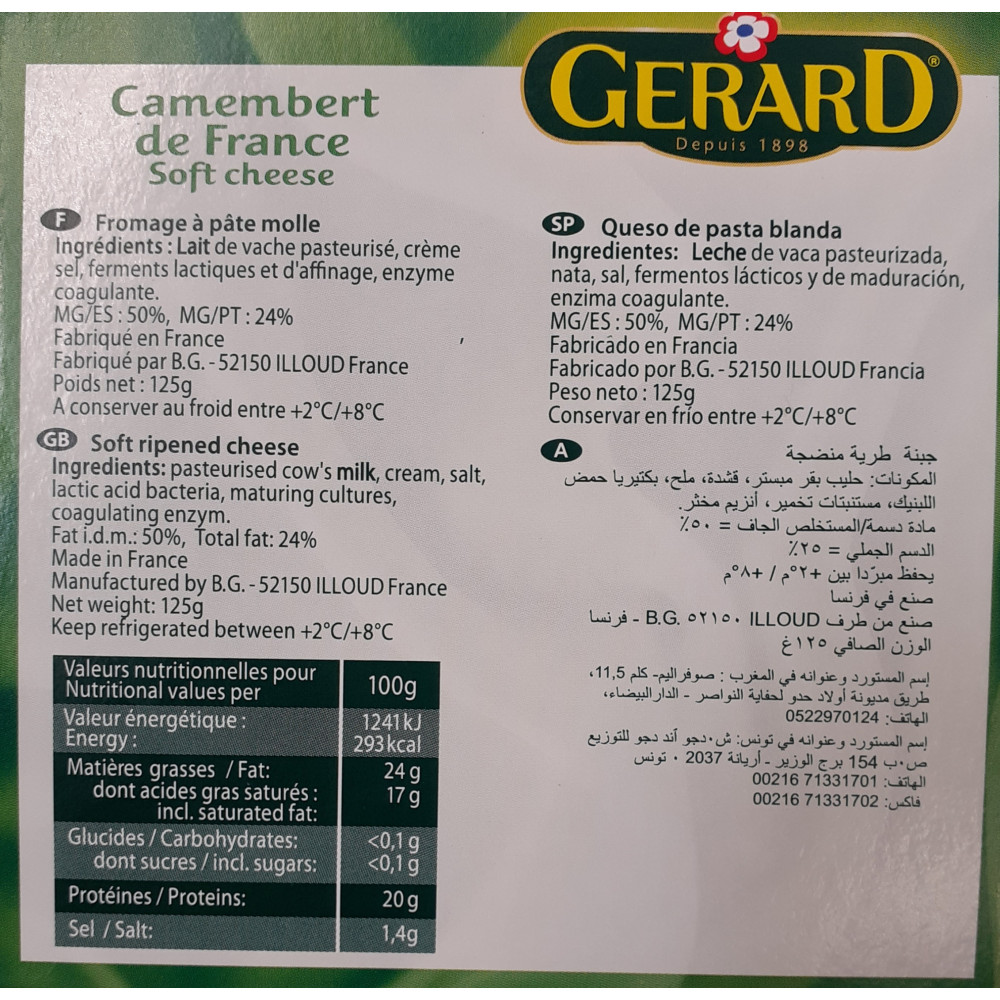 GERARD®
Depuis 1898
Camembert
de France
Soft cheese
F Fromage à pâte molle
Ingrédients : Lait de vache pasteurisé, crème
sel, ferments lactiques et d'affinage, enzyme
coagulante.
MG/ES : 50%, MG/PT : 24%
Fabriqué en France
Fabriqué par B.G. - 52150 ILLOUD France
Poids net : 125g
A conserver au froid entre +2°C/+8°C
GB Soft ripened cheese
Ingredients: pasteurised cow's milk, cream, salt,
lactic acid bacteria, maturing cultures,
coagulating enzym.
Fat i.d.m.: 50%, Total fat: 24%
Made in France
Manufactured by B.G. - 52150 ILLOUD France
Net weight: 125g
Keep refrigerated between +2°C/+8°C
Valeurs nutritionnelles pour
Nutritional values per 100g
Valeur énergétique : 1241 kJ
Energy : 293 kcal
Matières grasses / Fat: 24 g
dont acides gras saturés : 17 g
incl. saturated fat:
Glucides / Carbohydrates: <0,1 g
dont sucres / incl. sugars: <0,1 g
Protéines / Proteins: 20 g
Sel / Salt: 1,4g
SP Queso de pasta blanda
Ingredientes: Leche de vaca pasteurizada,
nata, sal, fermentos lácticos y de maduración,
enzima coagulante.
MG/ES : 50%, MG/PT : 24%
Fabricádo en Francia
Fabricado por B.G. - 52150 ILLOUD Francia
Peso neto : 125g
Conservar en frío entre +2°C/+8°C
A جبنة طرية منضجة
المكونات: حليب بقر مبستر، قشدة، ملح، بكتيريا حمض
اللبنيك، مستنبتات تخمير، أنزيم مخثر.
مادة دسمة/المستخلص الجاف = ٥٠٪
الدسم الجملي = ٢٥٪
يحفظ مبرّدا بين +٢°م / +٨°م
صنع في فرنسا
صنع من طرف B.G. ٥٢١٥٠ ILLOUD - فرنسا
الوزن الصافي ١٢٥غ
إسم المستورد وعنوانه في المغرب : صوفراليم- كلم 11,5،
طريق مديونة أولاد حدو لحفاية النواصر - الدارالبيضاء،
الهاتف: 0522970124
إسم المستورد وعنوانه في تونس: ش٠دجو آند دجو للتوزيع
ص٠ب 154 برج الوزير - أريانة 2037 ٠ تونس
الهاتف: 71331701 00216
فاكس: 71331702 00216